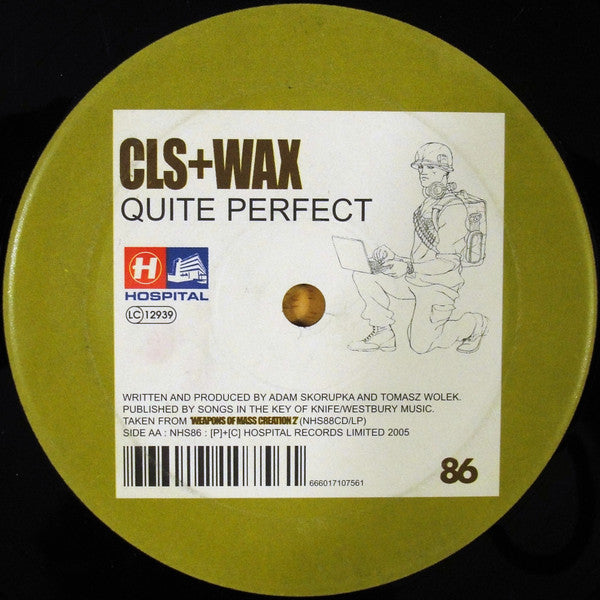 CLS+WAX
QUITE PERFECT
H
HOSPITAL
LC 12939
WRITTEN AND PRODUCED BY ADAM SKORUPKA AND TOMASZ WOLEK.
PUBLISHED BY SONGS IN THE KEY OF KNIFE/WESTBURY MUSIC.
TAKEN FROM 'WEAPONS OF MASS CREATION 2' (NHS88CD/LP)
SIDE AA : NHS86 : [P]+[C] HOSPITAL RECORDS LIMITED 2005
666017107561
86